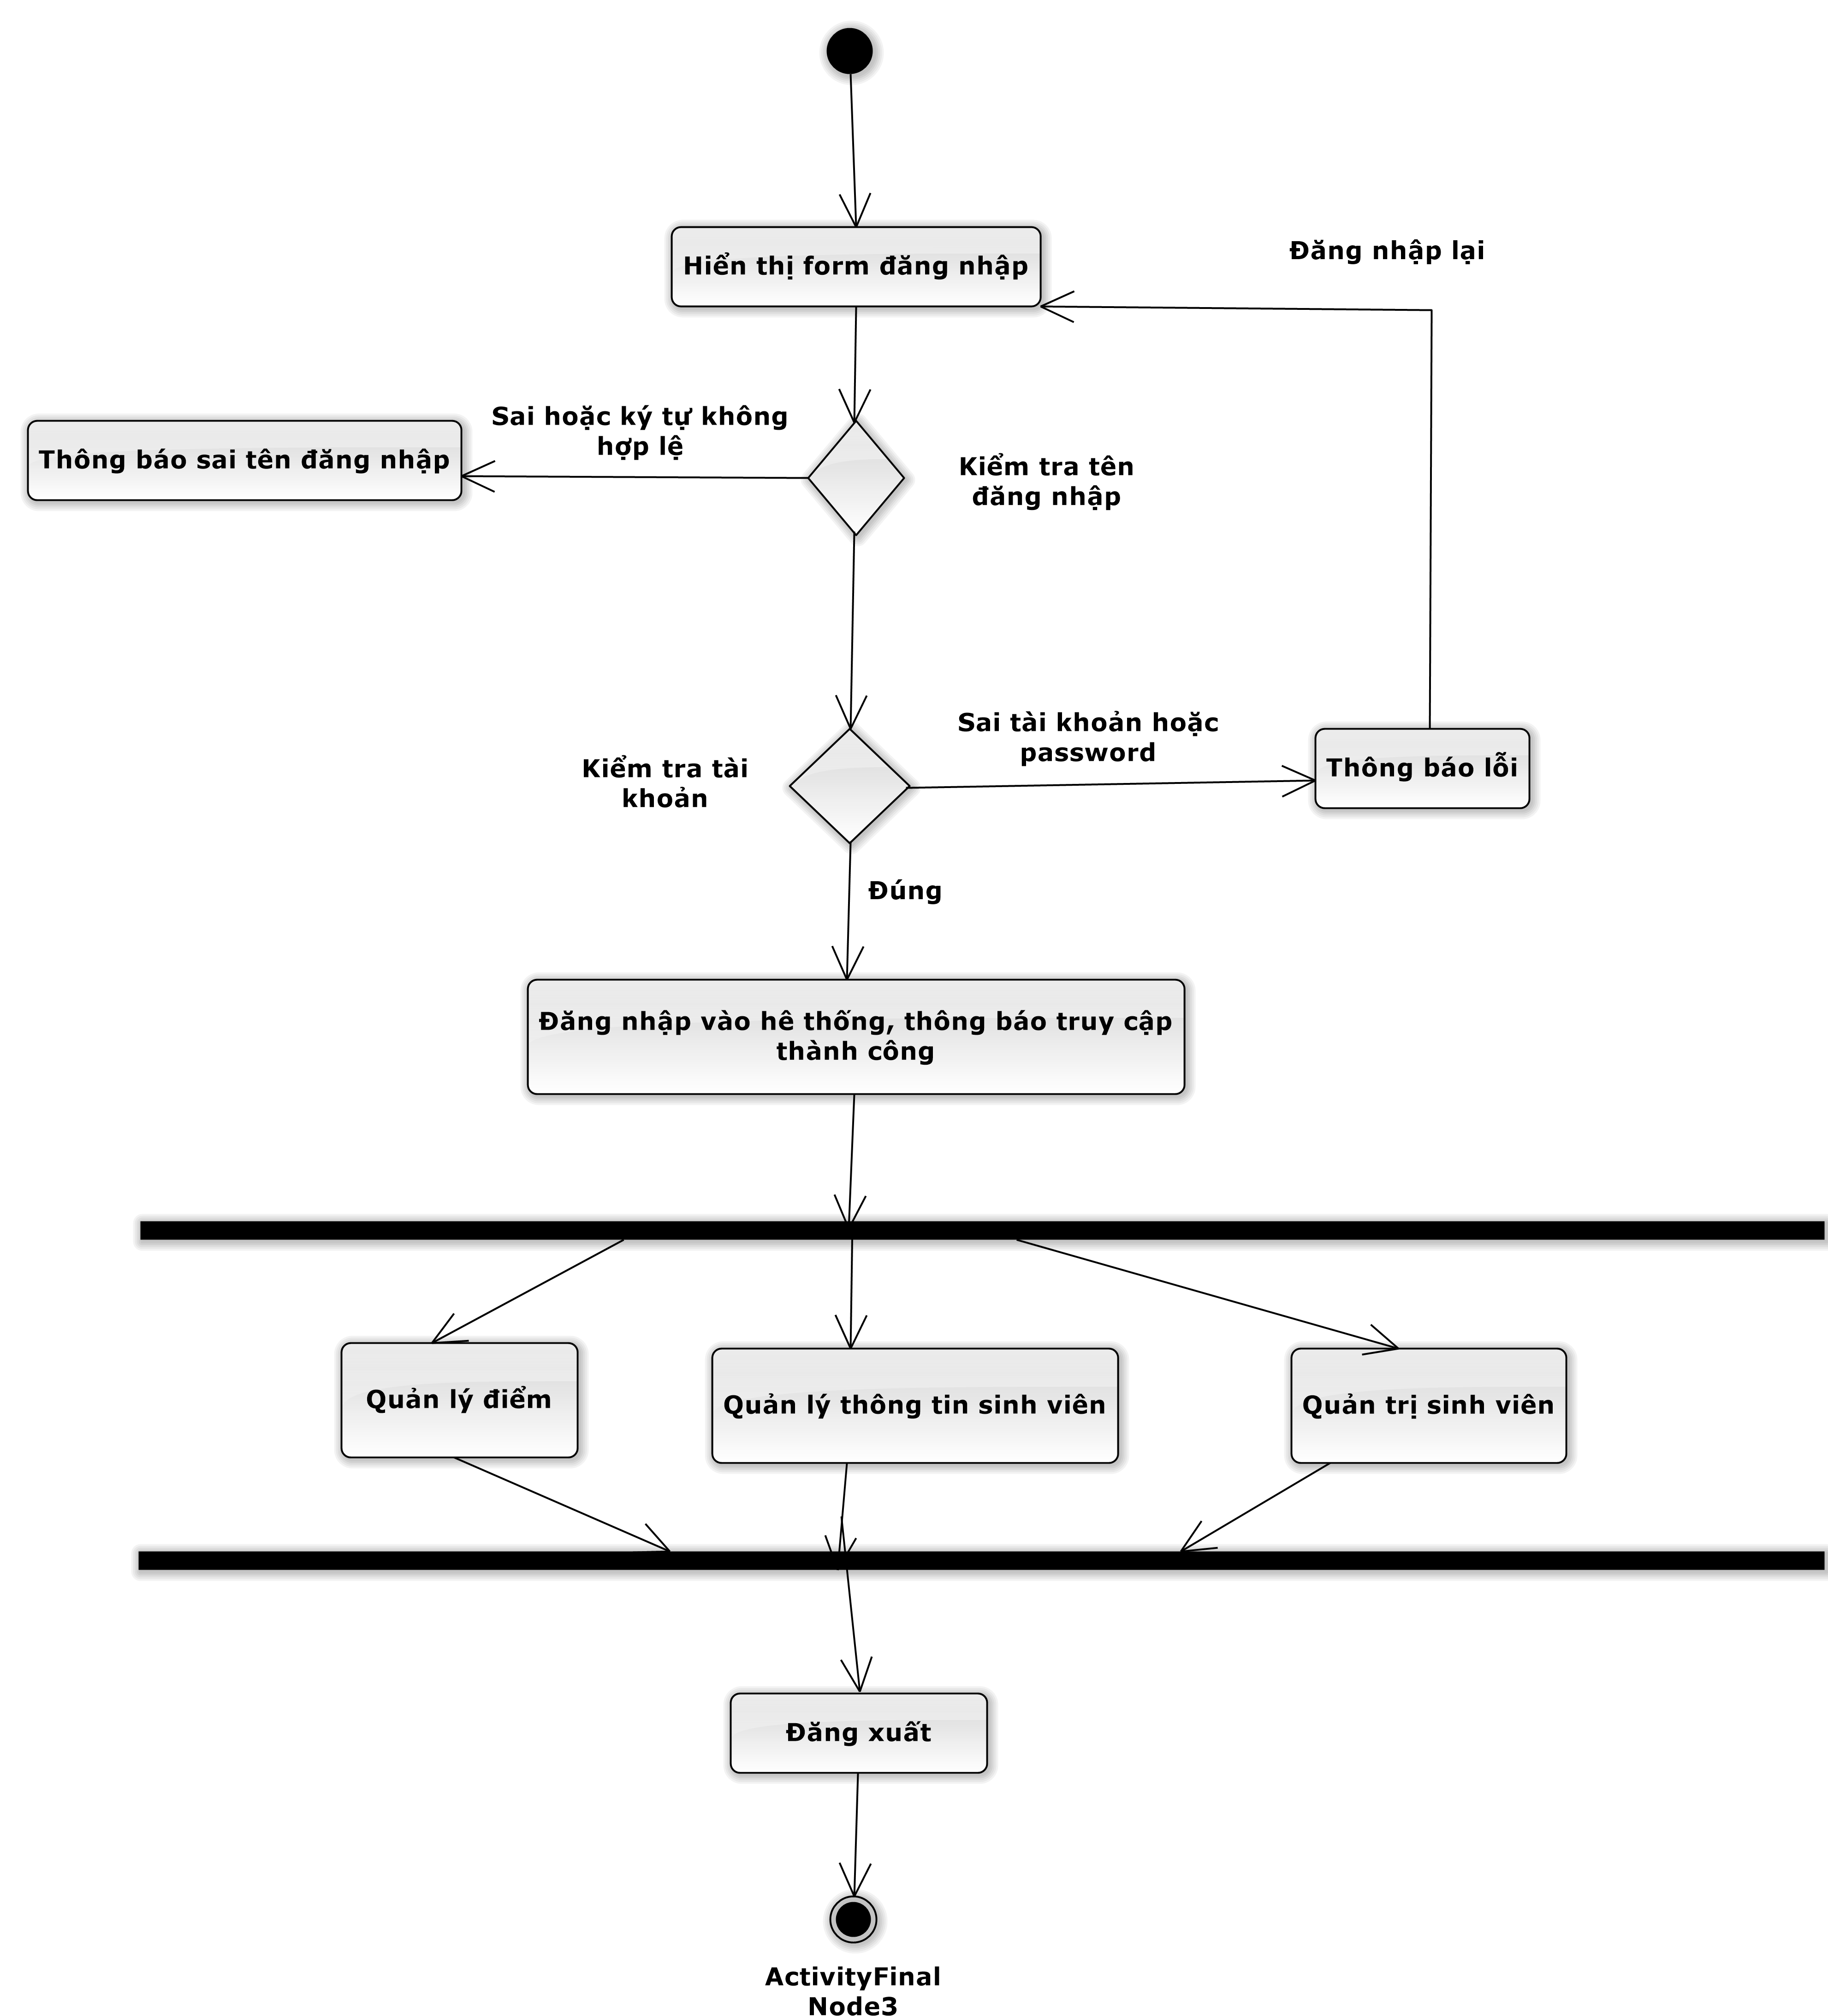 Hiển thị form đăng nhập
Đăng nhập lại
Sai hoặc ký tự không
hợp lệ
Thông báo sai tên đăng nhập
Kiểm tra tên
đăng nhập
Sai tài khoản hoặc
password
Kiểm tra tài
khoản
Thông báo lỗi
Đúng
Đăng nhập vào hê thống, thông báo truy cập
thành công
Quản lý điểm
Quản lý thông tin sinh viên
Quản trị sinh viên
Đăng xuất
ActivityFinal
Node3